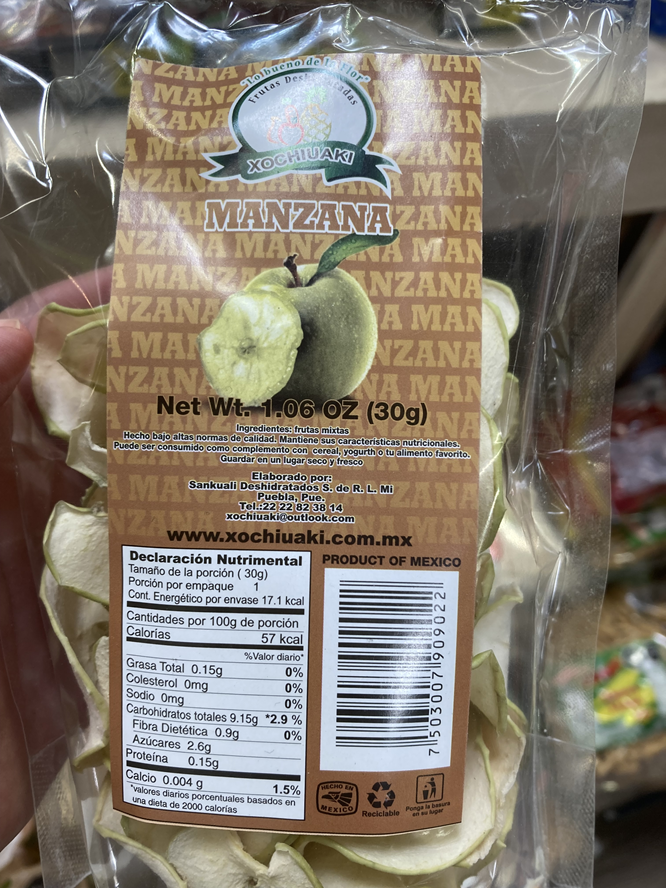 "Lo bueno de la Flor"
Frutas Deshidratadas
XOCHIUAKI
MANZANA
Net Wt. 1.06 OZ (30g)
Ingredientes: frutas mixtas
Hecho bajo altas normas de calidad. Mantiene sus caracteristicas nutricionales.
Puede ser consumido como complemento con cereal, yogurth o tu alimento favorito.
Guardar en un lugar seco y fresco
Elaborado por:
Sankuali Deshidratados S. de R. L. Mi
Puebla, Pue.
Tel.:22 22 82 38 14
xochiuaki@outlook.com
www.xochiuaki.com.mx
Declaración Nutrimental
Tamaño de la porción ( 30g)
Porción por empaque 1
Cont. Energético por envase 17.1 kcal
Cantidades por 100g de porción
Calorías 57 kcal
%Valor diario*
Grasa Total 0.15g 0%
Colesterol 0mg 0%
Sodio 0mg 0%
Carbohidratos totales 9.15g *2.9 %
Fibra Dietética 0.9g 0%
Azúcares 2.6g
Proteína 0.15g
Calcio 0.004 g 1.5%
*valores diarios porcentuales basados en
una dieta de 2000 calorías
PRODUCT OF MEXICO
7 503007 909022
HECHO EN
MEXICO
Reciclable
Ponga la basura
en su lugar